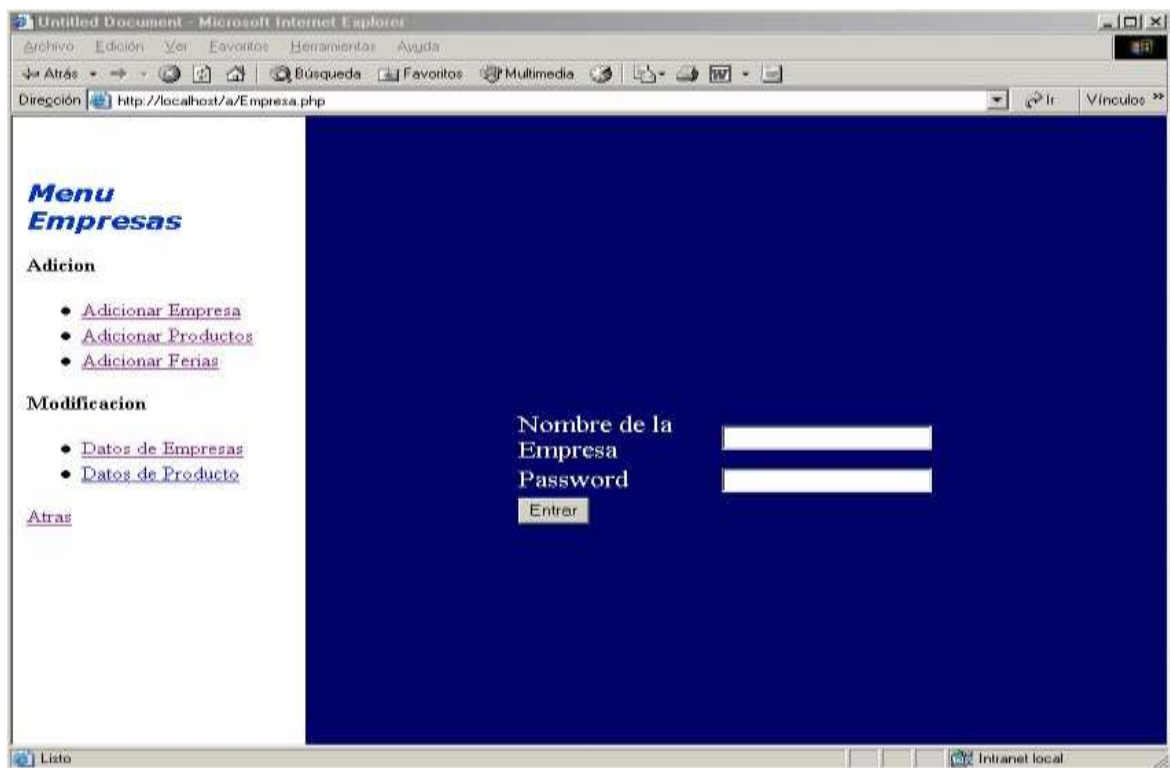 Untitled Document - Microsoft Internet Explorer
Archivo Edición Ver Favoritos Herramientas Ayuda
Atrás Búsqueda Favoritos Multimedia
Dirección http://localhost/a/Empresa.php Ir Vínculos »
Menu
Empresas
Adicion
Adicionar Empresa
Adicionar Productos
Adicionar Ferias
Modificacion
Datos de Empresas
Datos de Producto
Atras
Nombre de la
Empresa
Password
Entrar
Listo Intranet local